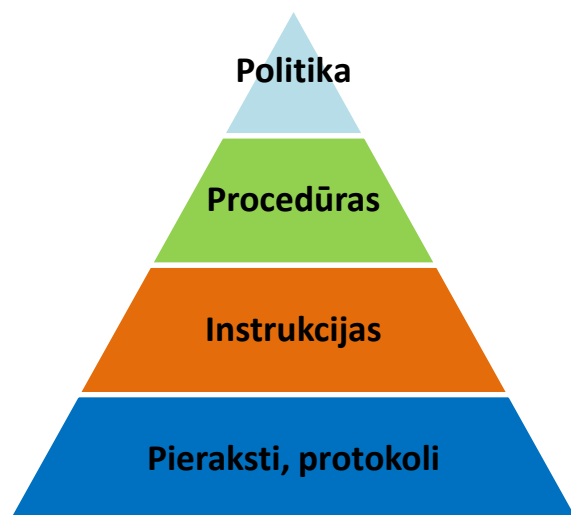 Politika
Procedūras
Instrukcijas
Pieraksti, protokoli